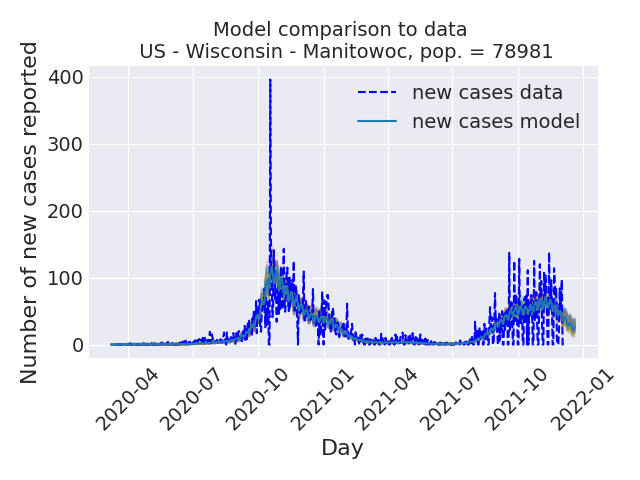 Model comparison to data
US - Wisconsin - Manitowoc, pop. = 78981
Number of new cases reported
400
300
200
100
0
new cases data
new cases model
2020-04
2020-07
2020-10
2021-01
2021-04
2021-07
2021-10
2022-01
Day